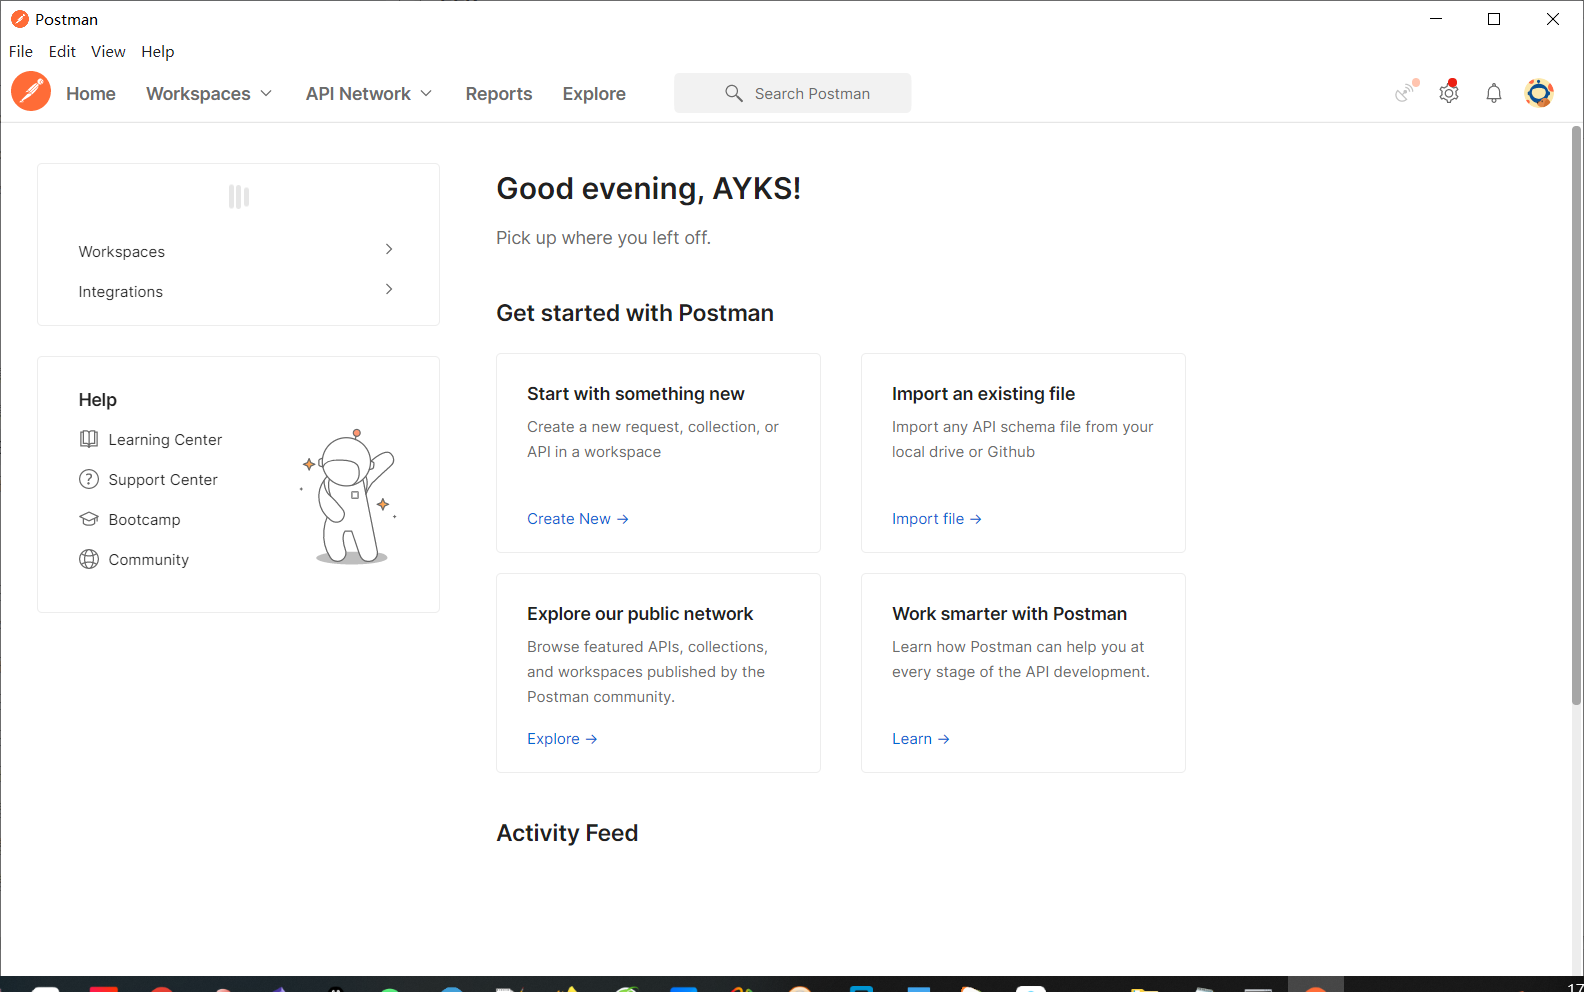 Postman
File Edit View Help
Home Workspaces API Network Reports Explore Search Postman
Workspaces
Integrations
Help
Learning Center
Support Center
Bootcamp
Community
Good evening, AYKS!
Pick up where you left off.
Get started with Postman
Start with something new
Create a new request, collection, or
API in a workspace
Create New →
Import an existing file
Import any API schema file from your
local drive or Github
Import file →
Explore our public network
Browse featured APIs, collections,
and workspaces published by the
Postman community.
Explore →
Work smarter with Postman
Learn how Postman can help you at
every stage of the API development.
Learn →
Activity Feed
17